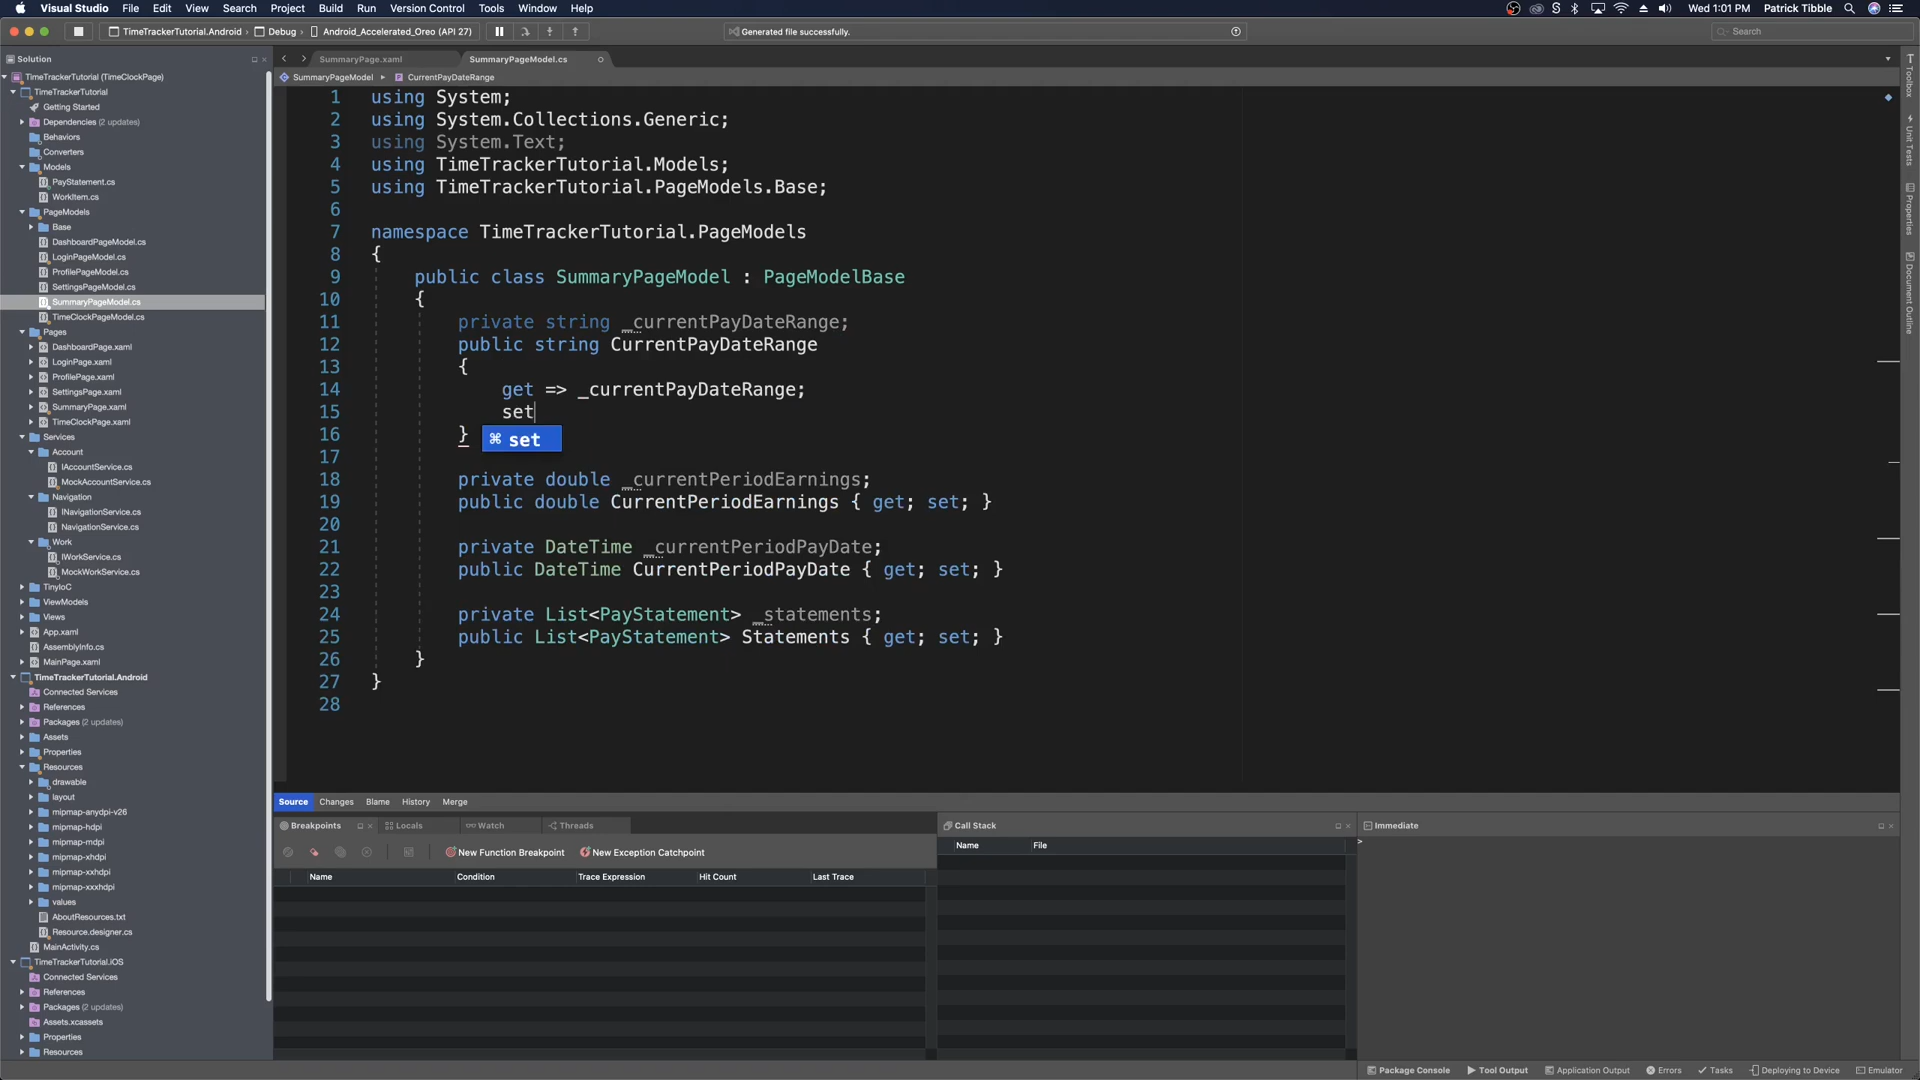 Visual Studio File Edit View Search Project Build Run Version Control Tools Window Help Wed 1:01 PM Patrick Tibble
TimeTrackerTutorial.Android Debug Android_Accelerated_Oreo (API 27) Generated file successfully. Search
Solution
SummaryPage.xaml SummaryPageModel.cs
SummaryPageModel CurrentPayDateRange
TimeTrackerTutorial (TimeClockPage)
TimeTrackerTutorial
Getting Started
Dependencies (2 updates)
Behaviors
Converters
Models
PayStatement.cs
WorkItem.cs
PageModels
Base
DashboardPageModel.cs
LoginPageModel.cs
ProfilePageModel.cs
SettingsPageModel.cs
SummaryPageModel.cs
TimeClockPageModel.cs
Pages
DashboardPage.xaml
LoginPage.xaml
ProfilePage.xaml
SettingsPage.xaml
SummaryPage.xaml
TimeClockPage.xaml
Services
Account
IAccountService.cs
MockAccountService.cs
Navigation
INavigationService.cs
NavigationService.cs
Work
IWorkService.cs
MockWorkService.cs
TinyIoC
ViewModels
Views
App.xaml
AssemblyInfo.cs
MainPage.xaml
TimeTrackerTutorial.Android
Connected Services
References
Packages (2 updates)
Assets
Properties
Resources
drawable
layout
mipmap-anydpi-v26
mipmap-hdpi
mipmap-mdpi
mipmap-xhdpi
mipmap-xxhdpi
mipmap-xxxhdpi
values
AboutResources.txt
Resource.designer.cs
MainActivity.cs
TimeTrackerTutorial.iOS
Connected Services
References
Packages (2 updates)
Assets.xcassets
Properties
Resources
1 using System;
2 using System.Collections.Generic;
3 using System.Text;
4 using TimeTrackerTutorial.Models;
5 using TimeTrackerTutorial.PageModels.Base;
6
7 namespace TimeTrackerTutorial.PageModels
8 {
9 public class SummaryPageModel : PageModelBase
10 {
11 private string _currentPayDateRange;
12 public string CurrentPayDateRange
13 {
14 get => _currentPayDateRange;
15 set
16 } ⌘ set
17
18 private double _currentPeriodEarnings;
19 public double CurrentPeriodEarnings { get; set; }
20
21 private DateTime _currentPeriodPayDate;
22 public DateTime CurrentPeriodPayDate { get; set; }
23
24 private List<PayStatement> _statements;
25 public List<PayStatement> Statements { get; set; }
26 }
27 }
28
Source Changes Blame History Merge
Breakpoints Locals Watch Threads
New Function Breakpoint New Exception Catchpoint
Name Condition Trace Expression Hit Count Last Trace
Call Stack
Name File
Immediate
>
Toolbox
Unit Tests
Properties
Document Outline
Package Console Tool Output Application Output Errors Tasks Deploying to Device Emulator